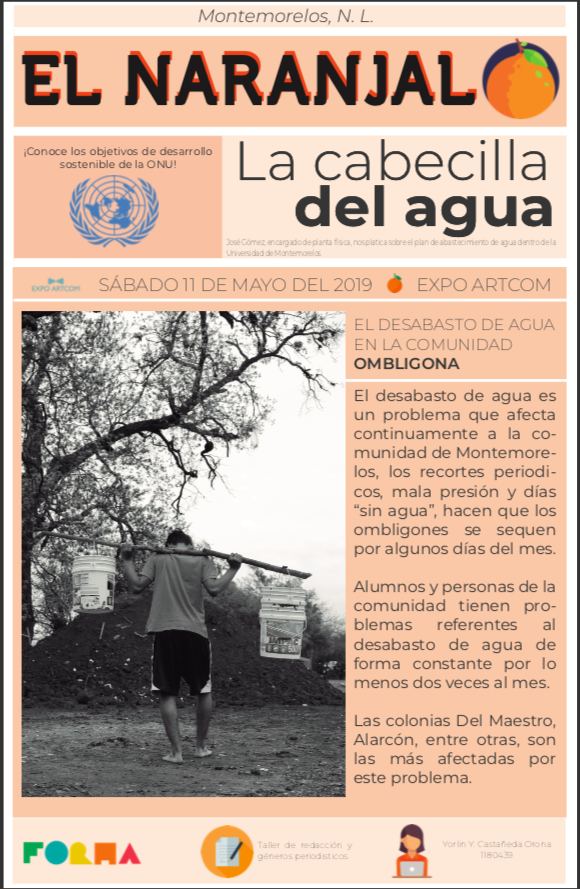 Montemorelos, N. L.
EL NARANJAL
¡Conoce los objetivos de desarrollo
sostenible de la ONU!
La cabecilla
del agua
José Gómez, encargado de planta física, nos platica sobre el plan de abastecimiento de agua dentro de la
Universidad de Montemorelos.
EXPO ARTCOM
SÁBADO 11 DE MAYO DEL 2019
EXPO ARTCOM
EL DESABASTO DE AGUA
EN LA COMUNIDAD
OMBLIGONA
El desabasto de agua es
un problema que afecta
continuamente a la co-
munidad de Montemore-
los, los recortes periodi-
cos, mala presión y días
“sin agua”, hacen que los
ombligones se sequen
por algunos días del mes.
Alumnos y personas de la
comunidad tienen pro-
blemas referentes al
desabasto de agua de
forma constante por lo
menos dos veces al mes.
Las colonias Del Maestro,
Alarcón, entre otras, son
las más afectadas por
este problema.
FORMA
Taller de redacción y
géneros periodísticos.
Yorlin Y. Castañeda Cirona
1180439